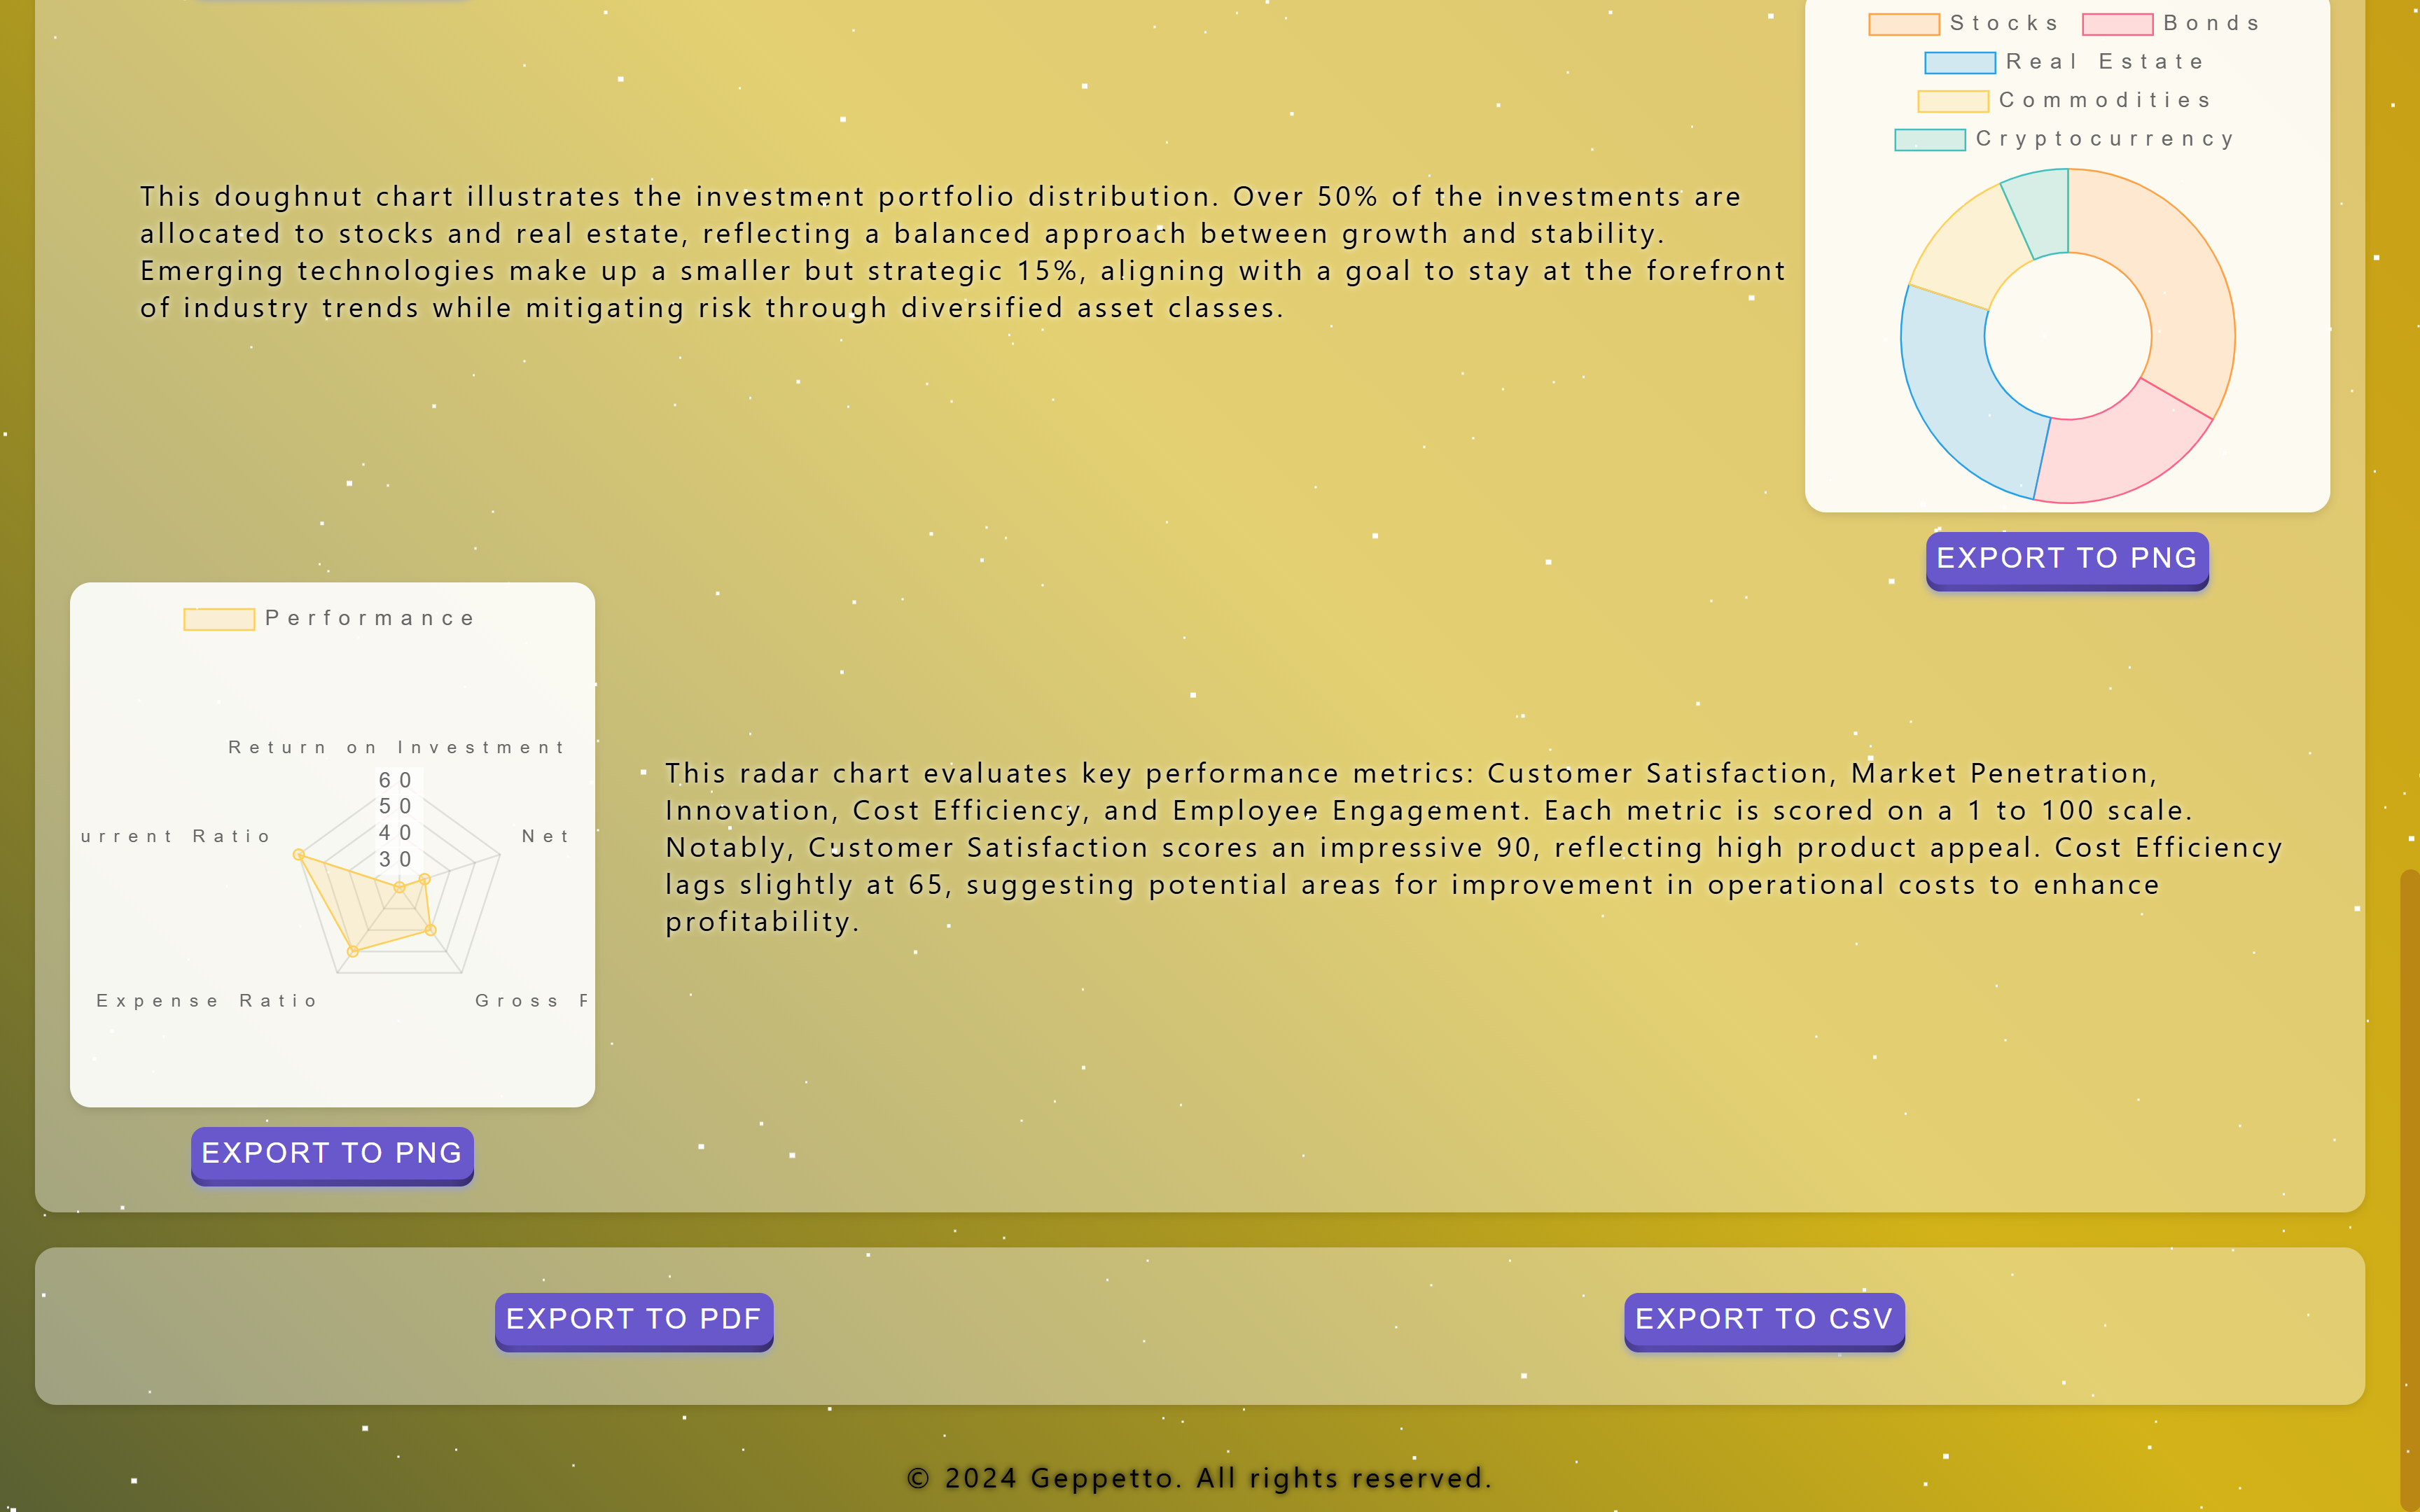 Stocks Bonds
Real Estate
Commodities
Cryptocurrency
This doughnut chart illustrates the investment portfolio distribution. Over 50% of the investments are
allocated to stocks and real estate, reflecting a balanced approach between growth and stability.
Emerging technologies make up a smaller but strategic 15%, aligning with a goal to stay at the forefront
of industry trends while mitigating risk through diversified asset classes.
EXPORT TO PNG
Performance
Return on Investment
60
50
40
30
urrent Ratio
Net
Expense Ratio
Gross
This radar chart evaluates key performance metrics: Customer Satisfaction, Market Penetration,
Innovation, Cost Efficiency, and Employee Engagement. Each metric is scored on a 1 to 100 scale.
Notably, Customer Satisfaction scores an impressive 90, reflecting high product appeal. Cost Efficiency
lags slightly at 65, suggesting potential areas for improvement in operational costs to enhance
profitability.
EXPORT TO PNG
EXPORT TO PDF
EXPORT TO CSV
© 2024 Geppetto. All rights reserved.